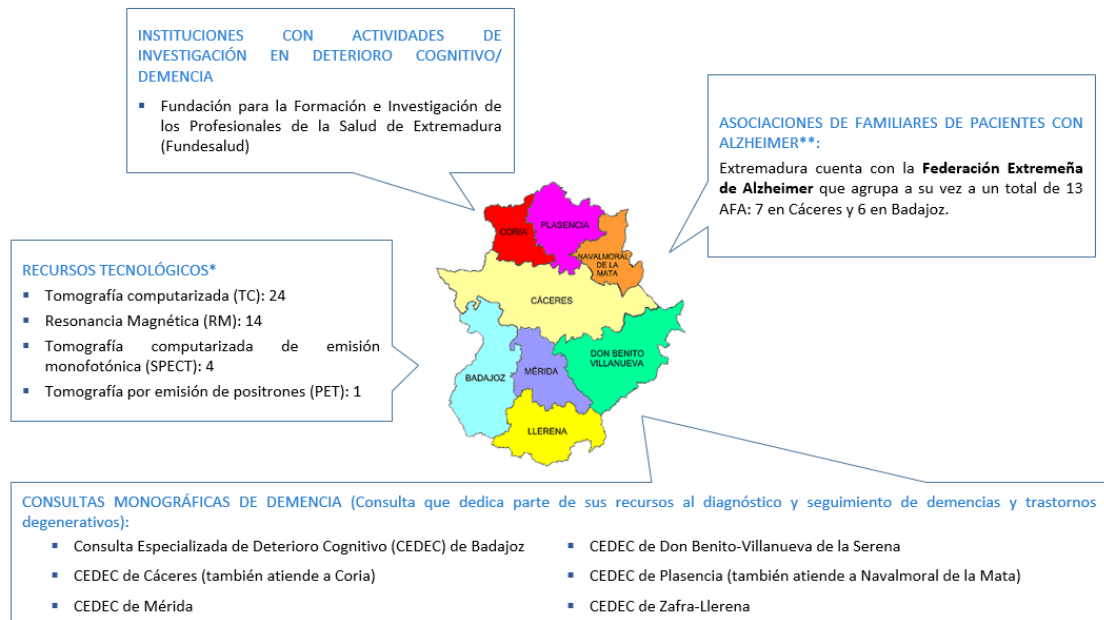 INSTITUCIONES CON ACTIVIDADES DE
INVESTIGACIÓN EN DETERIORO COGNITIVO/
DEMENCIA
▪ Fundación para la Formación e Investigación de
los Profesionales de la Salud de Extremadura
(Fundesalud)
ASOCIACIONES DE FAMILIARES DE PACIENTES CON
ALZHEIMER**:
Extremadura cuenta con la Federación Extremeña
de Alzheimer que agrupa a su vez a un total de 13
AFA: 7 en Cáceres y 6 en Badajoz.
RECURSOS TECNOLÓGICOS*
▪ Tomografía computarizada (TC): 24
▪ Resonancia Magnética (RM): 14
▪ Tomografía computarizada de emisión
monofotónica (SPECT): 4
▪ Tomografía por emisión de positrones (PET): 1
CORIA
PLASENCIA
NAVALMORAL
DE LA
MATA
CÁCERES
BADAJOZ
MÉRIDA
DON BENITO
VILLANUEVA
LLERENA
CONSULTAS MONOGRÁFICAS DE DEMENCIA (Consulta que dedica parte de sus recursos al diagnóstico y seguimiento de demencias y trastornos
degenerativos):
▪ Consulta Especializada de Deterioro Cognitivo (CEDEC) de Badajoz
▪ CEDEC de Cáceres (también atiende a Coria)
▪ CEDEC de Mérida
▪ CEDEC de Don Benito-Villanueva de la Serena
▪ CEDEC de Plasencia (también atiende a Navalmoral de la Mata)
▪ CEDEC de Zafra-Llerena